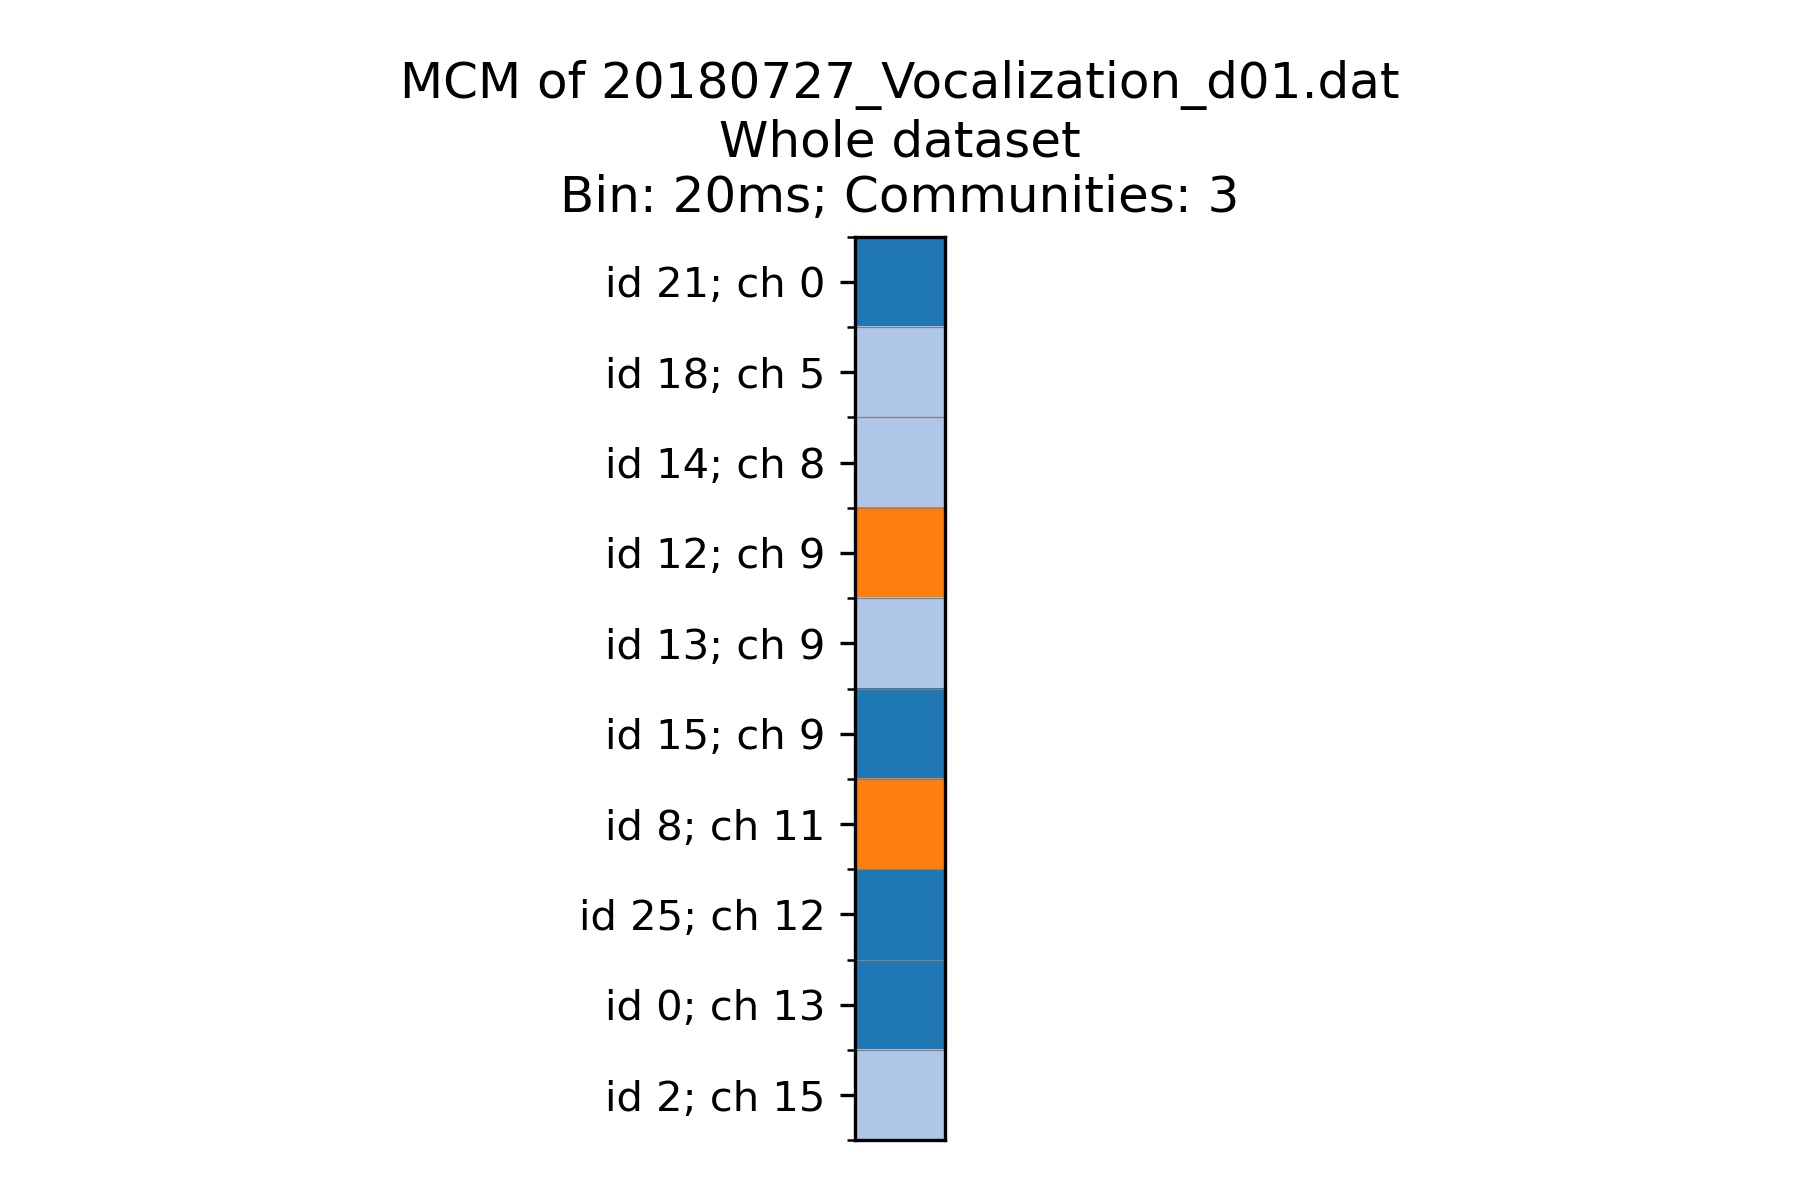 MCM of 20180727_Vocalization_d01.dat
Whole dataset
Bin: 20ms; Communities: 3
id 21; ch 0
id 18; ch 5
id 14; ch 8
id 12; ch 9
id 13; ch 9
id 15; ch 9
id 8; ch 11
id 25; ch 12
id 0; ch 13
id 2; ch 15